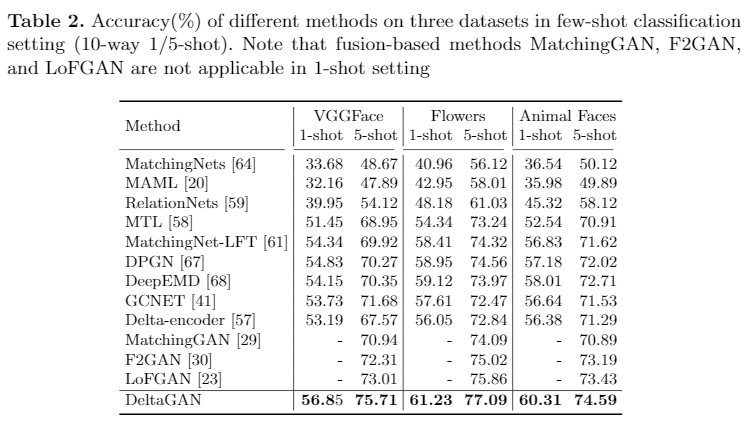 Table 2. Accuracy(%) of different methods on three datasets in few-shot classification
setting (10-way 1/5-shot). Note that fusion-based methods MatchingGAN, F2GAN,
and LoFGAN are not applicable in 1-shot setting
Method VGGFace Flowers Animal Faces
1-shot 5-shot 1-shot 5-shot 1-shot 5-shot
MatchingNets [64] 33.68 48.67 40.96 56.12 36.54 50.12
MAML [20] 32.16 47.89 42.95 58.01 35.98 49.89
RelationNets [59] 39.95 54.12 48.18 61.03 45.32 58.12
MTL [58] 51.45 68.95 54.34 73.24 52.54 70.91
MatchingNet-LFT [61] 54.34 69.92 58.41 74.32 56.83 71.62
DPGN [67] 54.83 70.27 58.95 74.56 57.18 72.02
DeepEMD [68] 54.15 70.35 59.12 73.97 58.01 72.71
GCNET [41] 53.73 71.68 57.61 72.47 56.64 71.53
Delta-encoder [57] 53.19 67.57 56.05 72.84 56.38 71.29
MatchingGAN [29] - 70.94 - 74.09 - 70.89
F2GAN [30] - 72.31 - 75.02 - 73.19
LoFGAN [23] - 73.01 - 75.86 - 73.43
DeltaGAN 56.85 75.71 61.23 77.09 60.31 74.59